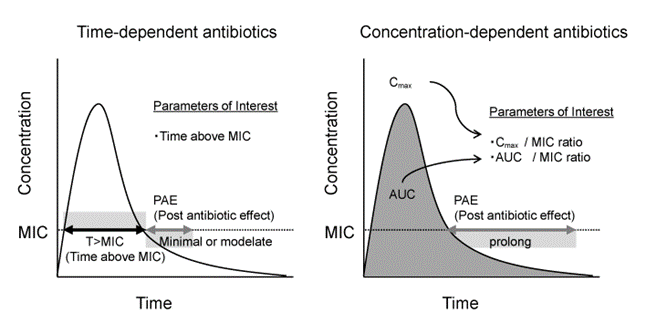 Time-dependent antibiotics
Concentration
Parameters of Interest
・Time above MIC
PAE
(Post antibiotic effect)
MIC
T>MIC
(Time above MIC)
Minimal or modelate
Time
Concentration-dependent antibiotics
Concentration
Cmax
Parameters of Interest
・Cmax / MIC ratio
・AUC / MIC ratio
AUC
PAE
(Post antibiotic effect)
MIC
prolong
Time